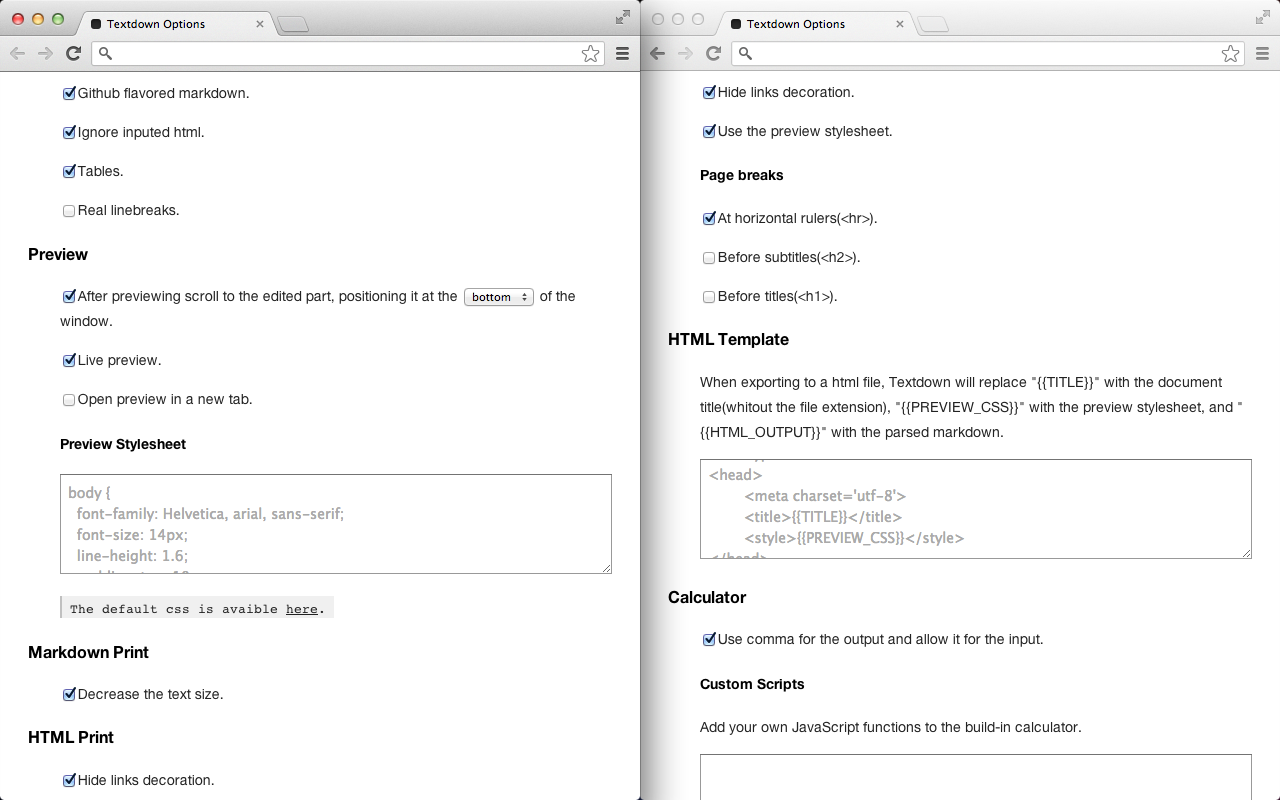 Textdown Options
Github flavored markdown.
Ignore inputed html.
Tables.
Real linebreaks.
Preview
After previewing scroll to the edited part, positioning it at the bottom of the
window.
Live preview.
Open preview in a new tab.
Preview Stylesheet
body {
font-family: Helvetica, arial, sans-serif;
font-size: 14px;
line-height: 1.6;
The default css is avaible here.
Markdown Print
Decrease the text size.
HTML Print
Hide links decoration.
Textdown Options
Hide links decoration.
Use the preview stylesheet.
Page breaks
At horizontal rulers(<hr>).
Before subtitles(<h2>).
Before titles(<h1>).
HTML Template
When exporting to a html file, Textdown will replace "{{TITLE}}" with the document
title(whitout the file extension), "{{PREVIEW_CSS}}" with the preview stylesheet, and "
{{HTML_OUTPUT}}" with the parsed markdown.
<head>
<meta charset='utf-8'>
<title>{{TITLE}}</title>
<style>{{PREVIEW_CSS}}</style>
</head>
Calculator
Use comma for the output and allow it for the input.
Custom Scripts
Add your own JavaScript functions to the build-in calculator.